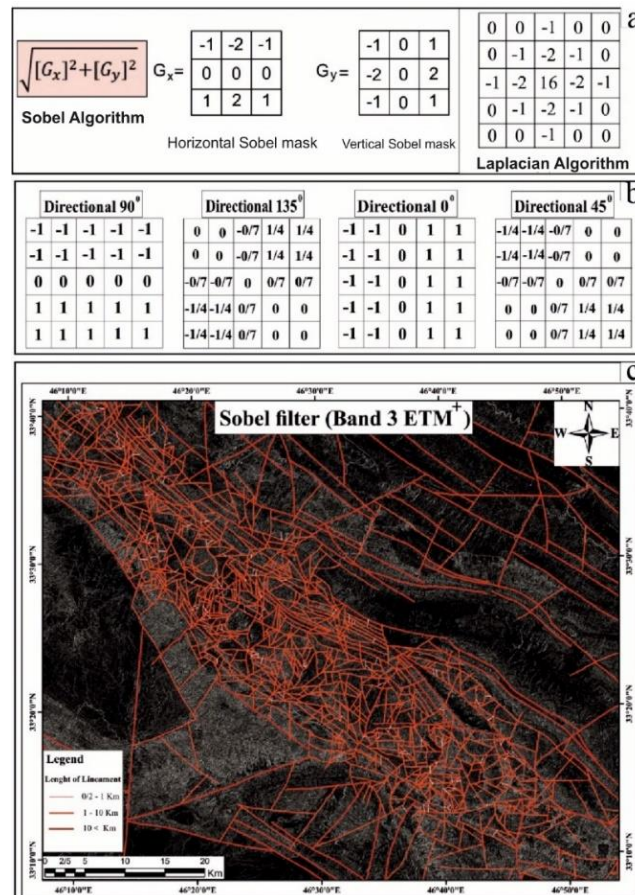 a
√[Gx]²+[Gy]²
Sobel Algorithm
Gx=
-1 -2 -1
0 0 0
1 2 1
Horizontal Sobel mask
Gy=
-1 0 1
-2 0 2
-1 0 1
Vertical Sobel mask
0 0 -1 0 0
0 -1 -2 -1 0
-1 -2 16 -2 -1
0 -1 -2 -1 0
0 0 -1 0 0
Laplacian Algorithm
b
Directional 90⁰
-1 -1 -1 -1 -1
-1 -1 -1 -1 -1
0 0 0 0 0
1 1 1 1 1
1 1 1 1 1
Directional 135⁰
0 0 -0/7 1/4 1/4
0 0 -0/7 1/4 1/4
-0/7 -0/7 0 0/7 0/7
-1/4 -1/4 0/7 0 0
-1/4 -1/4 0/7 0 0
Directional 0⁰
-1 -1 0 1 1
-1 -1 0 1 1
-1 -1 0 1 1
-1 -1 0 1 1
-1 -1 0 1 1
Directional 45⁰
-1/4 -1/4 -0/7 0 0
-1/4 -1/4 -0/7 0 0
-0/7 -0/7 0 0/7 0/7
0 0 0/7 1/4 1/4
0 0 0/7 1/4 1/4
c
46°10'0"E 46°20'0"E 46°30'0"E 46°40'0"E 46°50'0"E
Sobel filter (Band 3 ETM⁺)
N
W E
S
Legend
Lenght of Lineament
0/2 - 1 Km
1 - 10 Km
10 < Km
0 2/5 5 10 15 20
Km
33°20'0"N
33°10'0"N
46°10'0"E 46°20'0"E 46°30'0"E 46°40'0"E 46°50'0"E